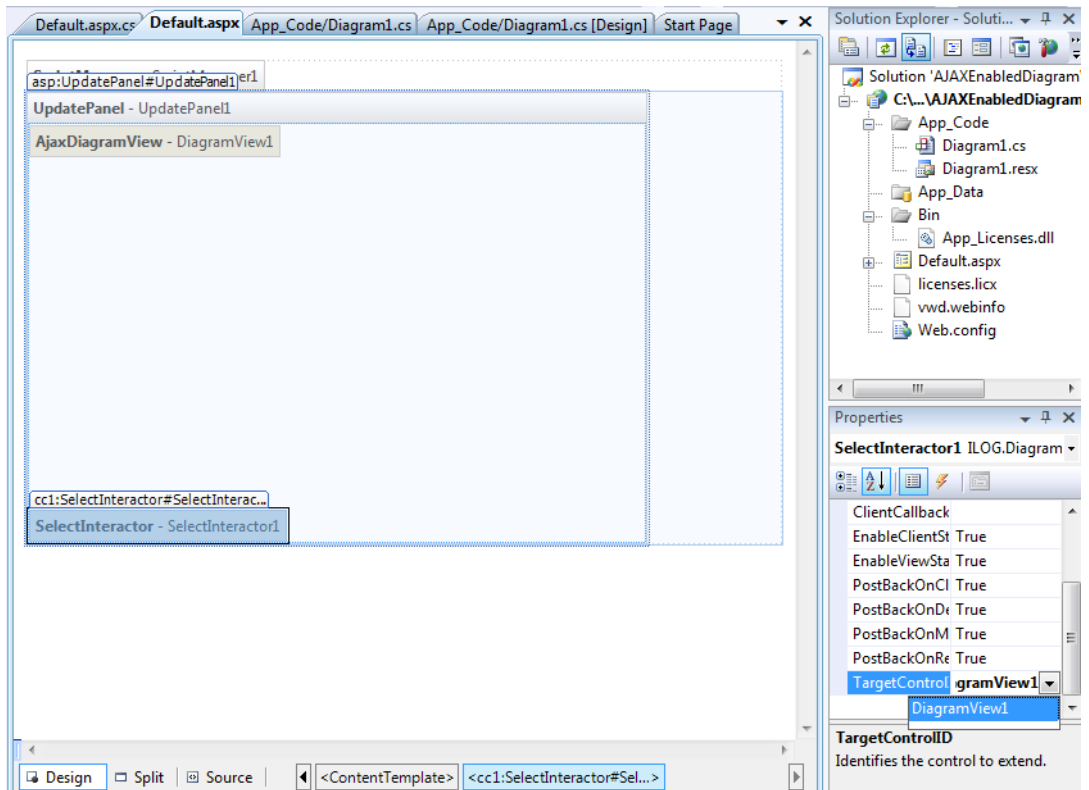 Default.aspx.cs Default.aspx App_Code/Diagram1.cs App_Code/Diagram1.cs [Design] Start Page
er1
asp:UpdatePanel#UpdatePanel1
UpdatePanel - UpdatePanel1
AjaxDiagramView - DiagramView1
cc1:SelectInteractor#SelectInterac...
SelectInteractor - SelectInteractor1
Design Split Source <ContentTemplate> <cc1:SelectInteractor#Sel...>
Solution Explorer - Soluti...
Solution 'AJAXEnabledDiagram'
C:\...\AJAXEnabledDiagram
App_Code
Diagram1.cs
Diagram1.resx
App_Data
Bin
App_Licenses.dll
Default.aspx
licenses.licx
vwd.webinfo
Web.config
Properties
SelectInteractor1 ILOG.Diagram
ClientCallback
EnableClientSt True
EnableViewSta True
PostBackOnCl True
PostBackOnDe True
PostBackOnM True
PostBackOnRe True
TargetControl gramView1
DiagramView1
TargetControlID
Identifies the control to extend.